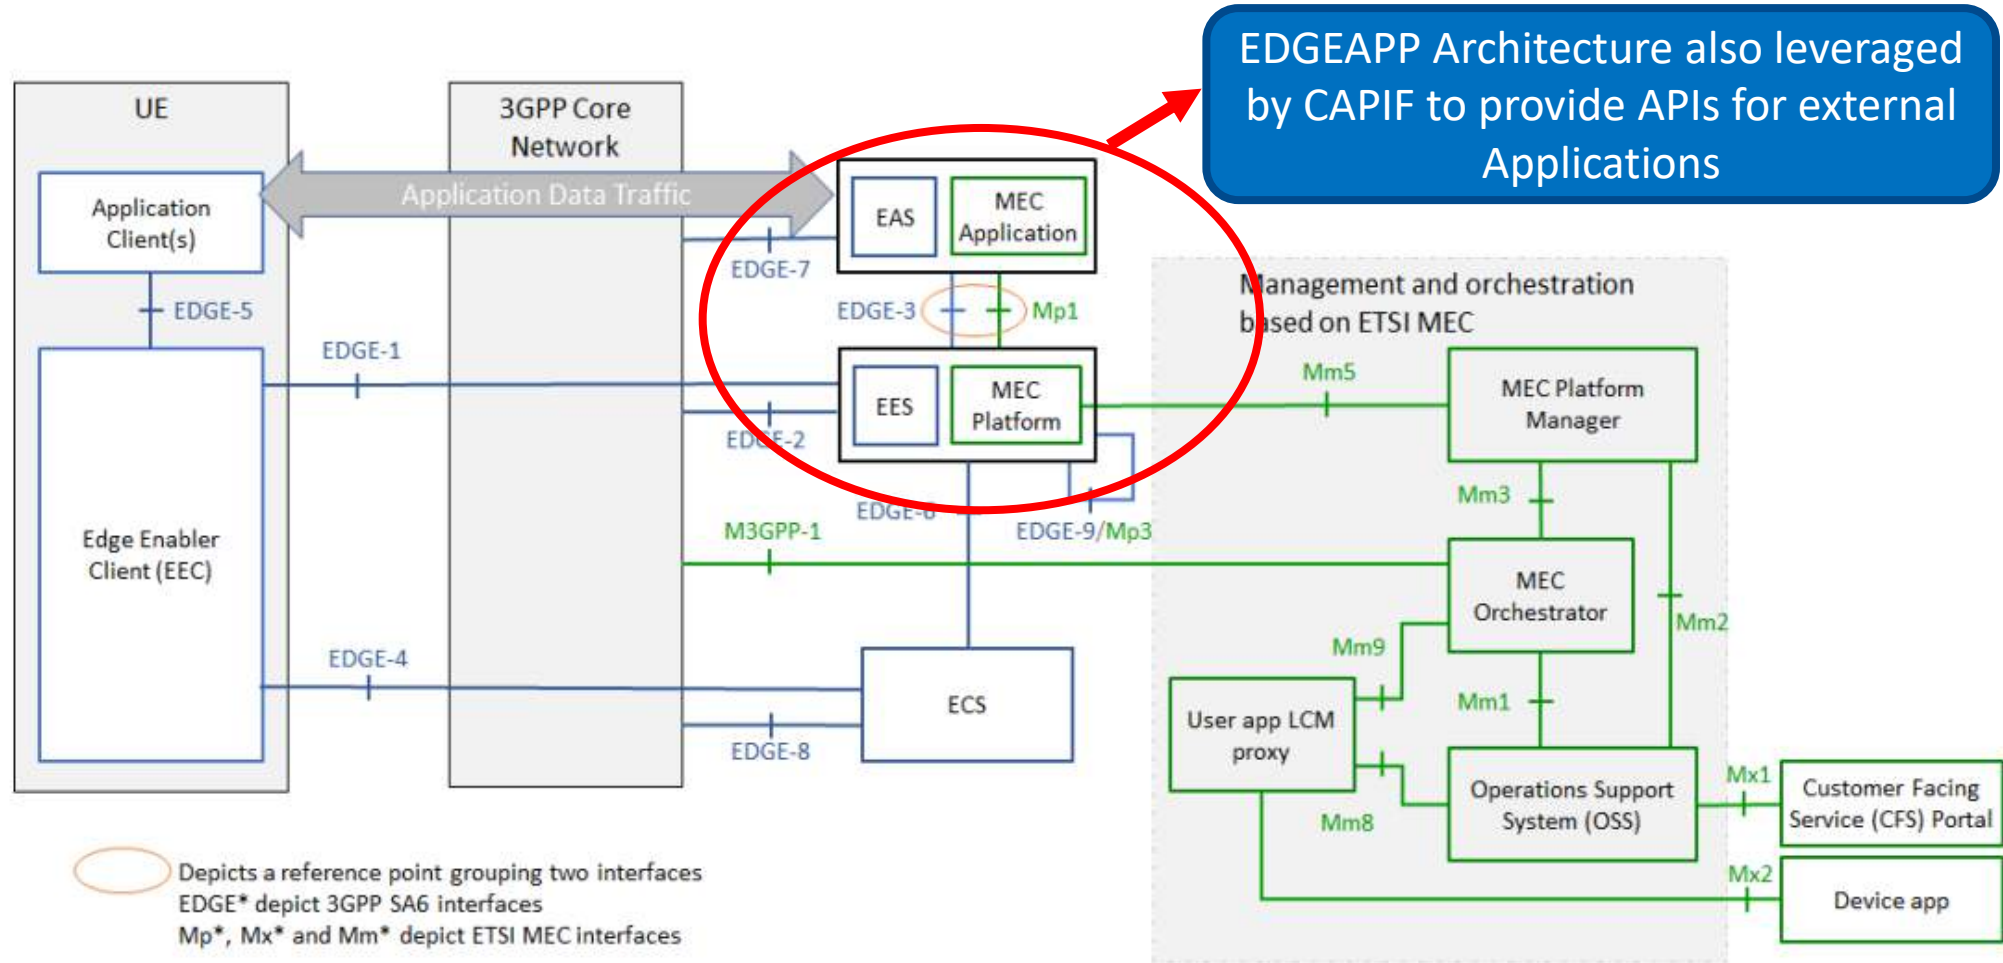 EDGEAPP Architecture also leveraged
by CAPIF to provide APIs for external
Applications
UE
3GPP Core
Network
Application Data Traffic
Application
Client(s)
EAS
MEC
Application
EDGE-7
EDGE-5
EDGE-3
Mp1
Management and orchestration
based on ETSI MEC
EDGE-1
EES
MEC
Platform
EDGE-2
Mm5
MEC Platform
Manager
Mm3
EDGE-6
EDGE-9/Mp3
M3GPP-1
Edge Enabler
Client (EEC)
MEC
Orchestrator
Mm2
Mm9
EDGE-4
ECS
EDGE-8
Mm1
User app LCM
proxy
Mm8
Operations Support
System (OSS)
Mx1
Customer Facing
Service (CFS) Portal
Mx2
Device app
Depicts a reference point grouping two interfaces
EDGE* depict 3GPP SA6 interfaces
Mp*, Mx* and Mm* depict ETSI MEC interfaces